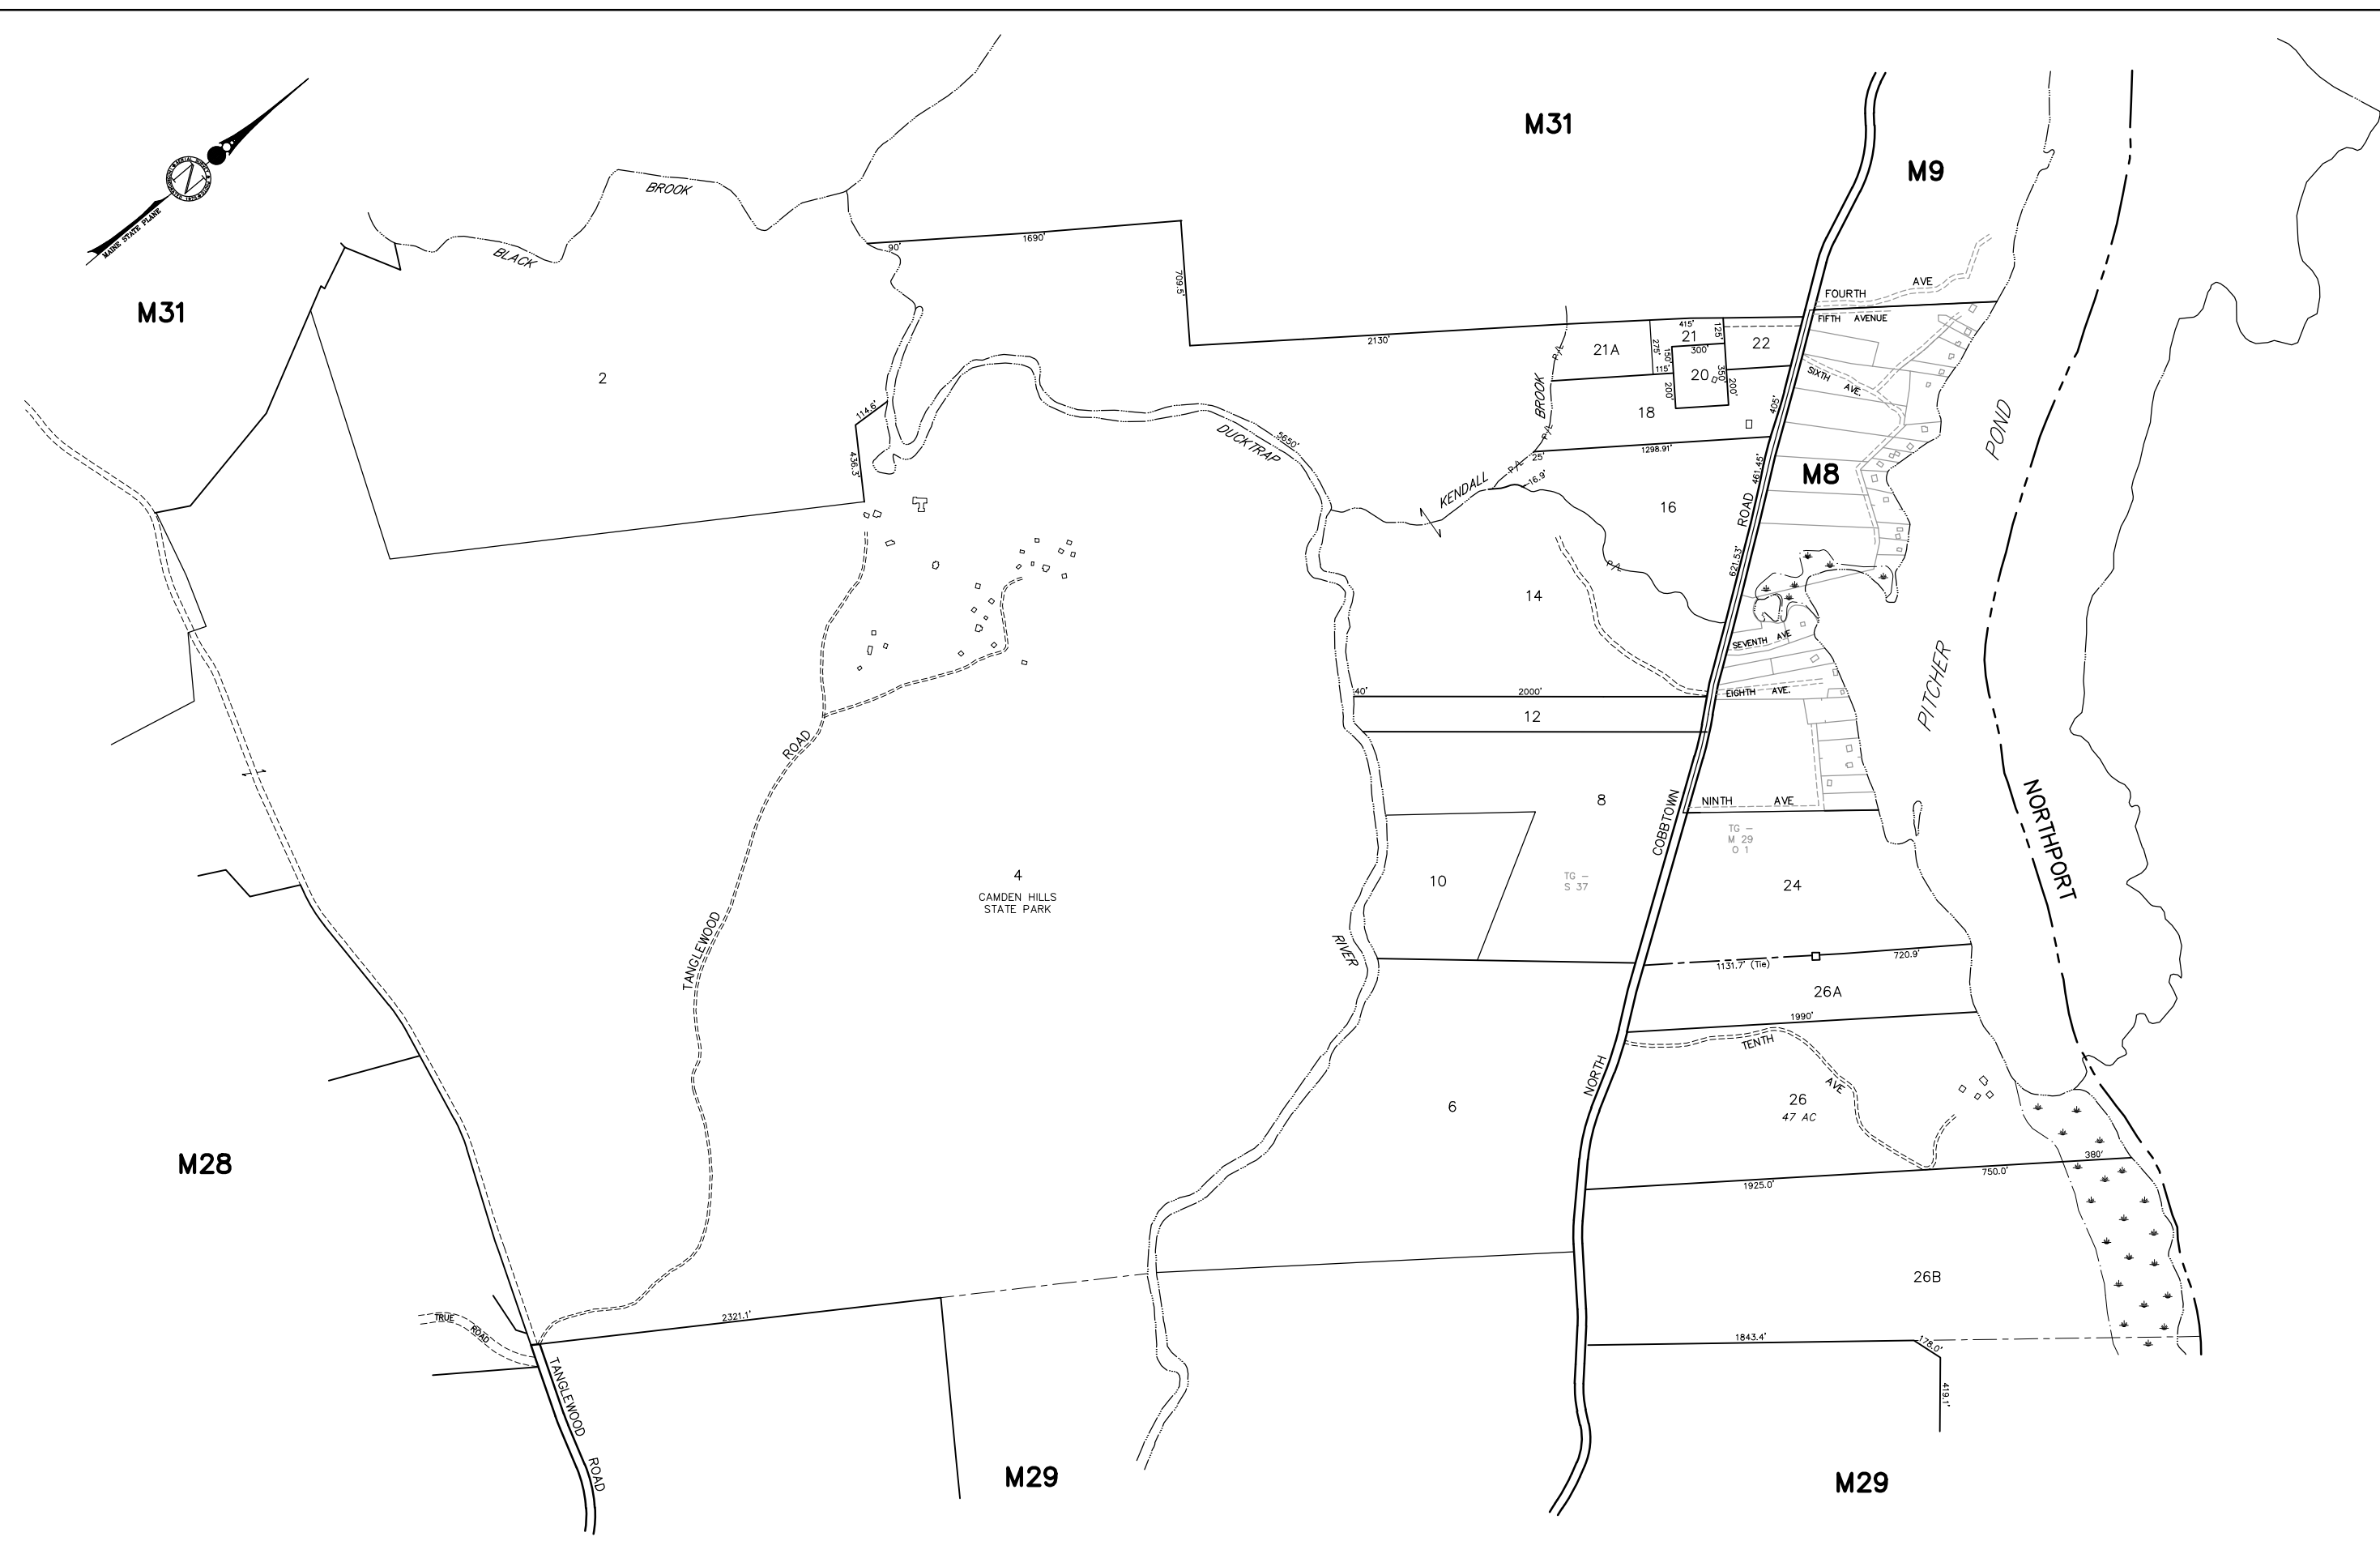 M31
M9
MAINE STATE PLANE
BROOK
BLACK
90'
1690'
709.5'
M31
FOURTH AVE
FIFTH AVENUE
2130'
415'
125'
21
22
21A
275'
150'
300'
115'
20
350'
200'
200'
SIXTH AVE.
2
P/L
BROOK
18
405'
114.6'
DUCKTRAP
5650'
P/L
POND
436.3'
25'
1298.91'
461.45'
M8
P/L
16.9'
KENDALL
16
ROAD
621.53'
P/L
14
SEVENTH AVE
PITCHER
40'
2000'
EIGHTH AVE.
12
ROAD
8
NINTH AVE
COBBTOWN
NORTHPORT
TG –
M 29
O 1
4
CAMDEN HILLS
STATE PARK
10
TG –
S 37
24
TANGLEWOOD
RIVER
1131.7' (Tie)
720.9'
26A
1990'
TENTH
AVE
NORTH
6
26
47 AC
M28
380'
750.0'
1925.0'
26B
TRUE ROAD
2321.1'
1843.4'
178.0'
419.1'
TANGLEWOOD
ROAD
M29
M29